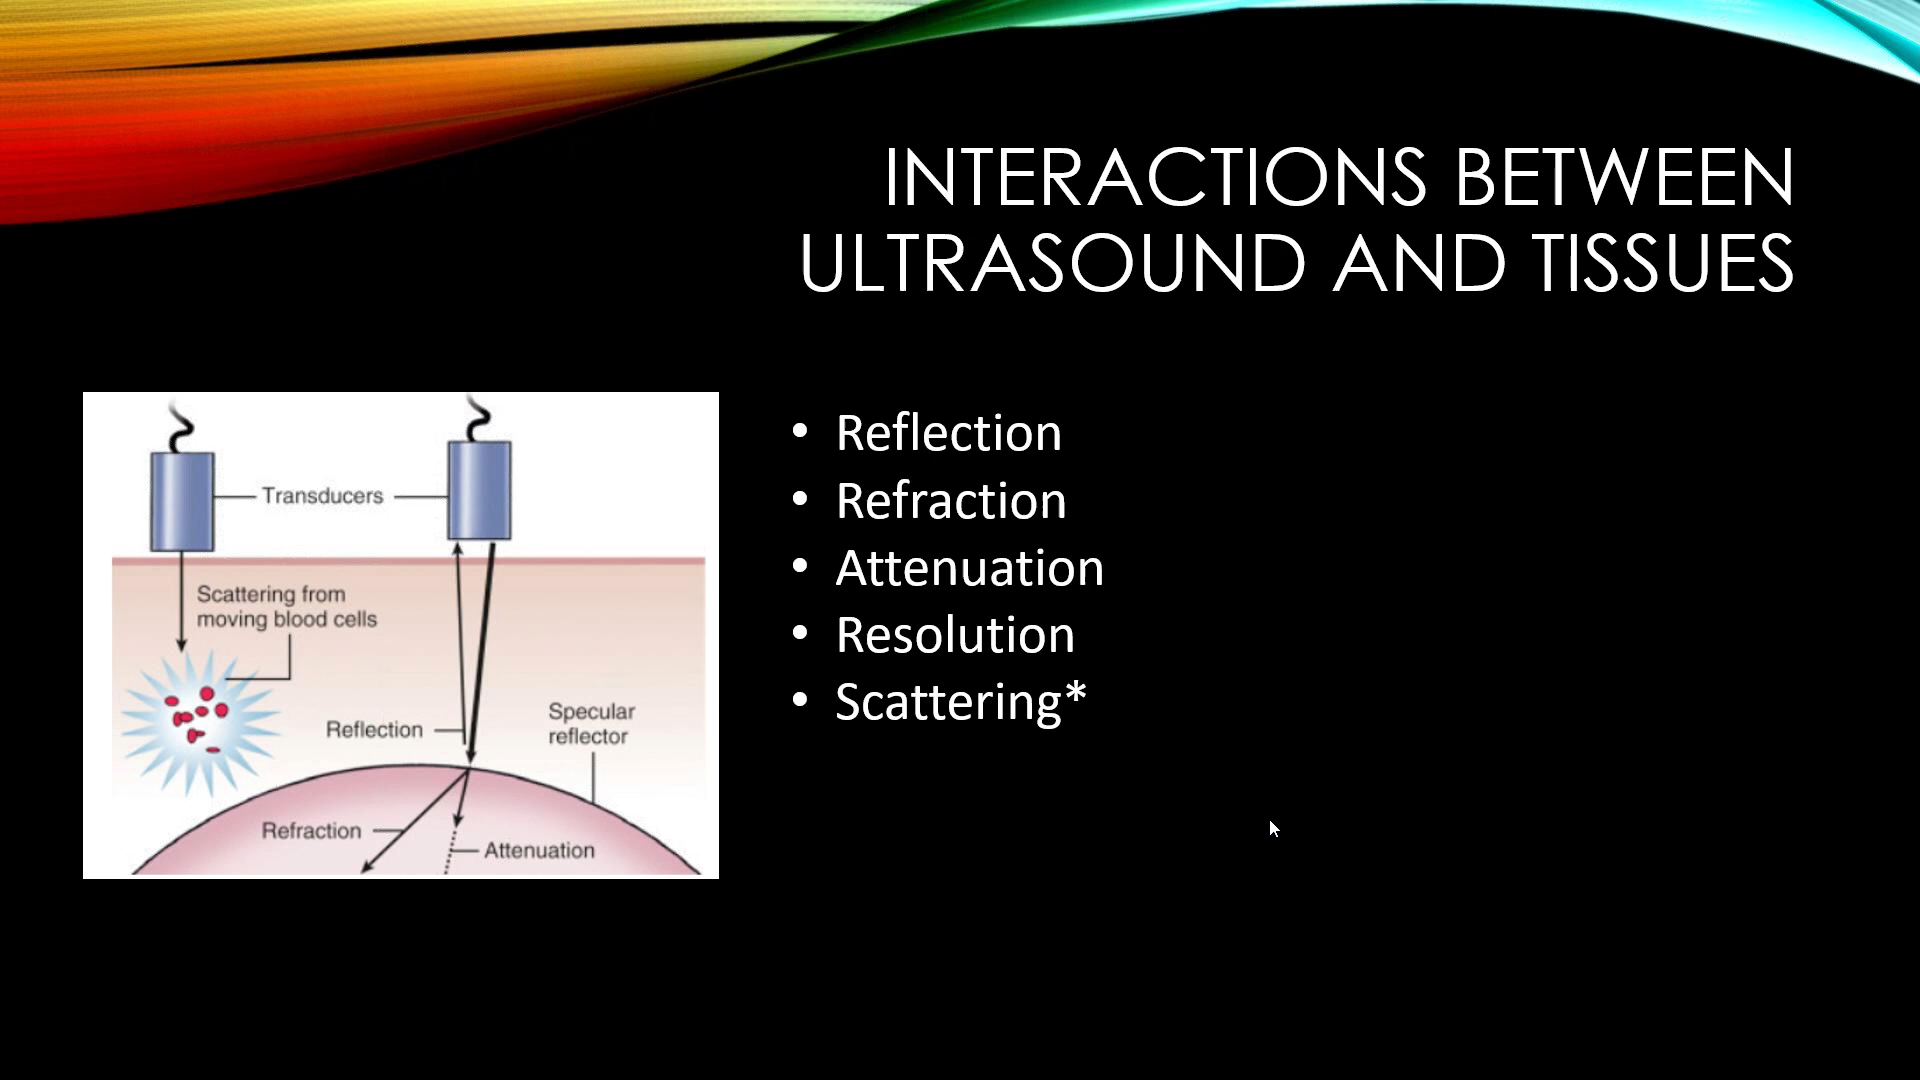 INTERACTIONS BETWEEN
ULTRASOUND AND TISSUES
Transducers
Scattering from
moving blood cells
Reflection
Specular
reflector
Refraction
Attenuation
• Reflection
• Refraction
• Attenuation
• Resolution
• Scattering*